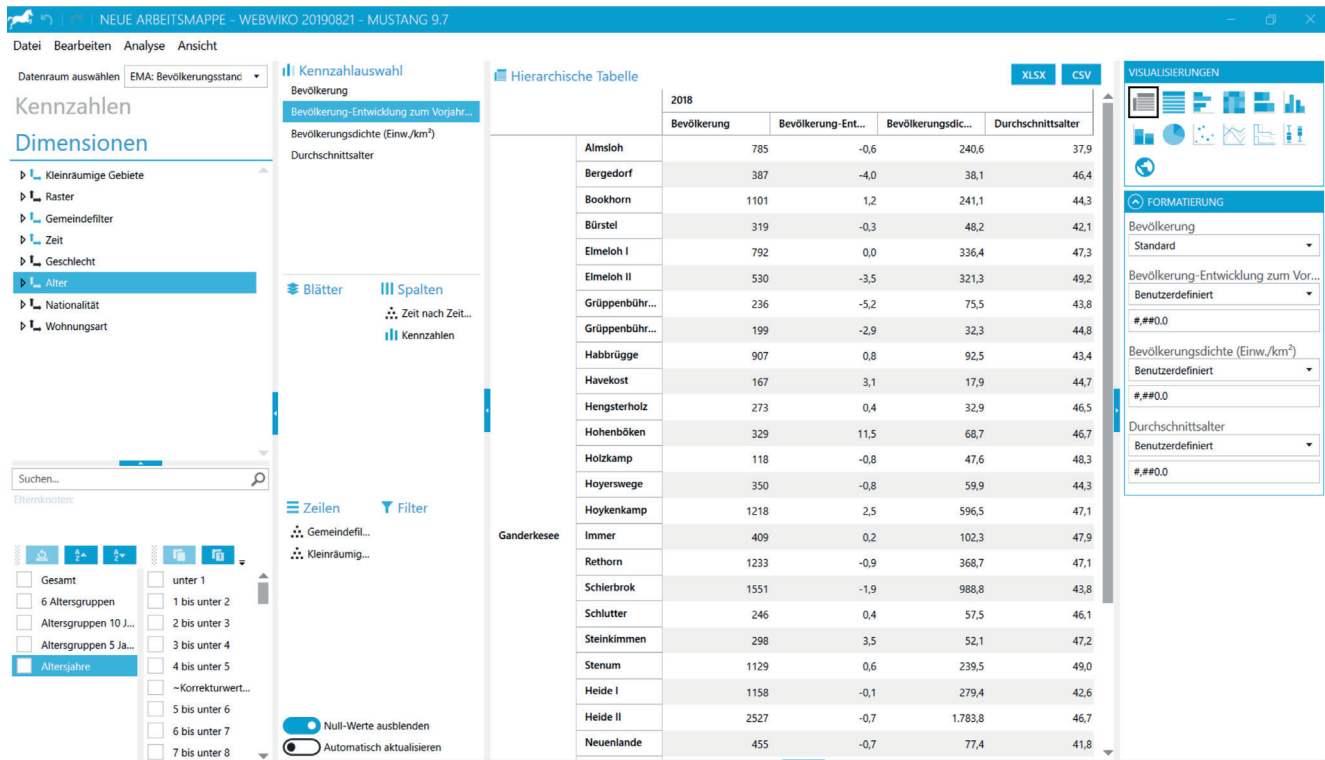 NEUE ARBEITSMAPPE - WEBWIKO 20190821 - MUSTANG 9.7
Datei Bearbeiten Analyse Ansicht
Datenraum auswählen EMA: Bevölkerungsstand
Kennzahlen
Dimensionen
Kleinräumige Gebiete
Raster
Gemeindefilter
Zeit
Geschlecht
Alter
Nationalität
Wohnungsart
Suchen...
Elternknoten:
Gesamt
6 Altersgruppen
Altersgruppen 10 J...
Altersgruppen 5 Ja...
Altersjahre
unter 1
1 bis unter 2
2 bis unter 3
3 bis unter 4
4 bis unter 5
~Korrekturwert...
5 bis unter 6
6 bis unter 7
7 bis unter 8
Kennzahlauswahl
Bevölkerung
Bevölkerung-Entwicklung zum Vorjahr...
Bevölkerungsdichte (Einw./km²)
Durchschnittsalter
Blätter
Spalten
Zeit nach Zeit...
Kennzahlen
Zeilen
Filter
Gemeindefil...
Kleinräumig...
Null-Werte ausblenden
Automatisch aktualisieren
Hierarchische Tabelle XLSX CSV
2018
Bevölkerung Bevölkerung-Ent... Bevölkerungsdic... Durchschnittsalter
Almsloh 785 -0,6 240,6 37,9
Bergedorf 387 -4,0 38,1 46,4
Bookhorn 1101 1,2 241,1 44,3
Bürstel 319 -0,3 48,2 42,1
Elmeloh I 792 0,0 336,4 47,3
Elmeloh II 530 -3,5 321,3 49,2
Grüppenbühr... 236 -5,2 75,5 43,8
Grüppenbühr... 199 -2,9 32,3 44,8
Habbrügge 907 0,8 92,5 43,4
Havekost 167 3,1 17,9 44,7
Hengsterholz 273 0,4 32,9 46,5
Hohenböken 329 11,5 68,7 46,7
Holzkamp 118 -0,8 47,6 48,3
Hoyerswege 350 -0,8 59,9 44,3
Hoykenkamp 1218 2,5 596,5 47,1
Ganderkesee Immer 409 0,2 102,3 47,9
Rethorn 1233 -0,9 368,7 47,1
Schierbrok 1551 -1,9 988,8 43,8
Schlutter 246 0,4 57,5 46,1
Steinkimmen 298 3,5 52,1 47,2
Stenum 1129 0,6 239,5 49,0
Heide I 1158 -0,1 279,4 42,6
Heide II 2527 -0,7 1.783,8 46,7
Neuenlande 455 -0,7 77,4 41,8
VISUALISIERUNGEN
FORMATIERUNG
Bevölkerung
Standard
Bevölkerung-Entwicklung zum Vor...
Benutzerdefiniert
#,##0.0
Bevölkerungsdichte (Einw./km²)
Benutzerdefiniert
#,##0.0
Durchschnittsalter
Benutzerdefiniert
#,##0.0